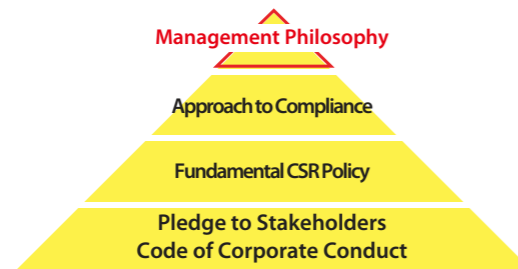 Management Philosophy
Approach to Compliance
Fundamental CSR Policy
Pledge to Stakeholders
Code of Corporate Conduct